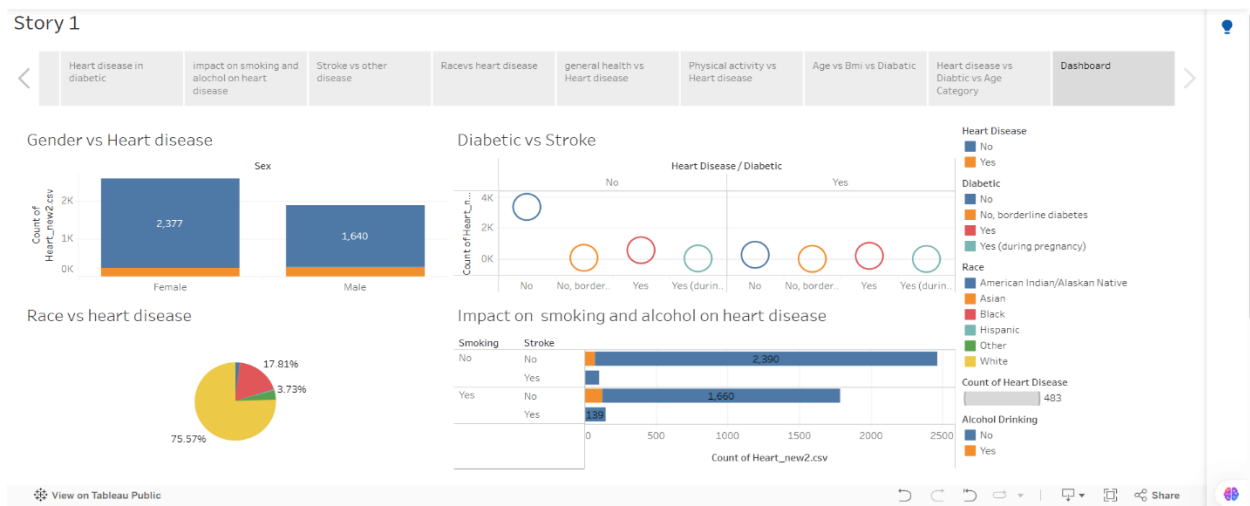 Story 1
Heart disease in
diabetic
impact on smoking and
alochol on heart
disease
Stroke vs other
disease
Racevs heart disease
general health vs
Heart disease
Physical activity vs
Heart disease
Age vs Bmi vs Diabatic
Heart disease vs
Diabtic vs Age
Category
Dashboard
Gender vs Heart disease
Sex
Count of
Heart_new2.csv
2K
1K
0K
2,377
1,640
Female
Male
Diabetic vs Stroke
Heart Disease / Diabetic
No
Yes
Count of Heart_n...
4K
2K
0K
No
No, border..
Yes
Yes (durin..
No
No, border..
Yes
Yes (durin..
Race vs heart disease
17.81%
3.73%
75.57%
Impact on smoking and alcohol on heart disease
Smoking
Stroke
No
No
2,390
Yes
Yes
No
1,660
Yes
139
0
500
1000
1500
2000
2500
Count of Heart_new2.csv
Heart Disease
No
Yes
Diabetic
No
No, borderline diabetes
Yes
Yes (during pregnancy)
Race
American Indian/Alaskan Native
Asian
Black
Hispanic
Other
White
Count of Heart Disease
483
Alcohol Drinking
No
Yes
View on Tableau Public
Share